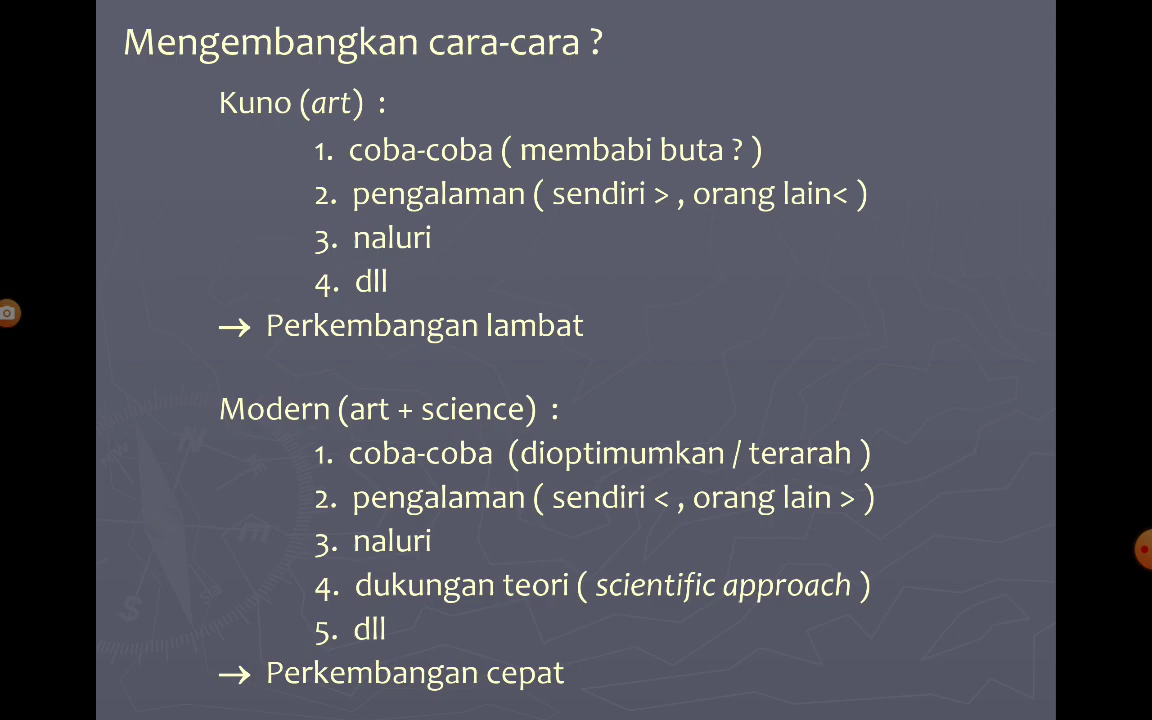 Mengembangkan cara-cara ?
Kuno (art) :
1. coba-coba ( membabi buta ? )
2. pengalaman ( sendiri > , orang lain< )
3. naluri
4. dll
→ Perkembangan lambat
Modern (art + science) :
1. coba-coba (dioptimumkan / terarah )
2. pengalaman ( sendiri < , orang lain > )
3. naluri
4. dukungan teori ( scientific approach )
5. dll
→ Perkembangan cepat
N
S